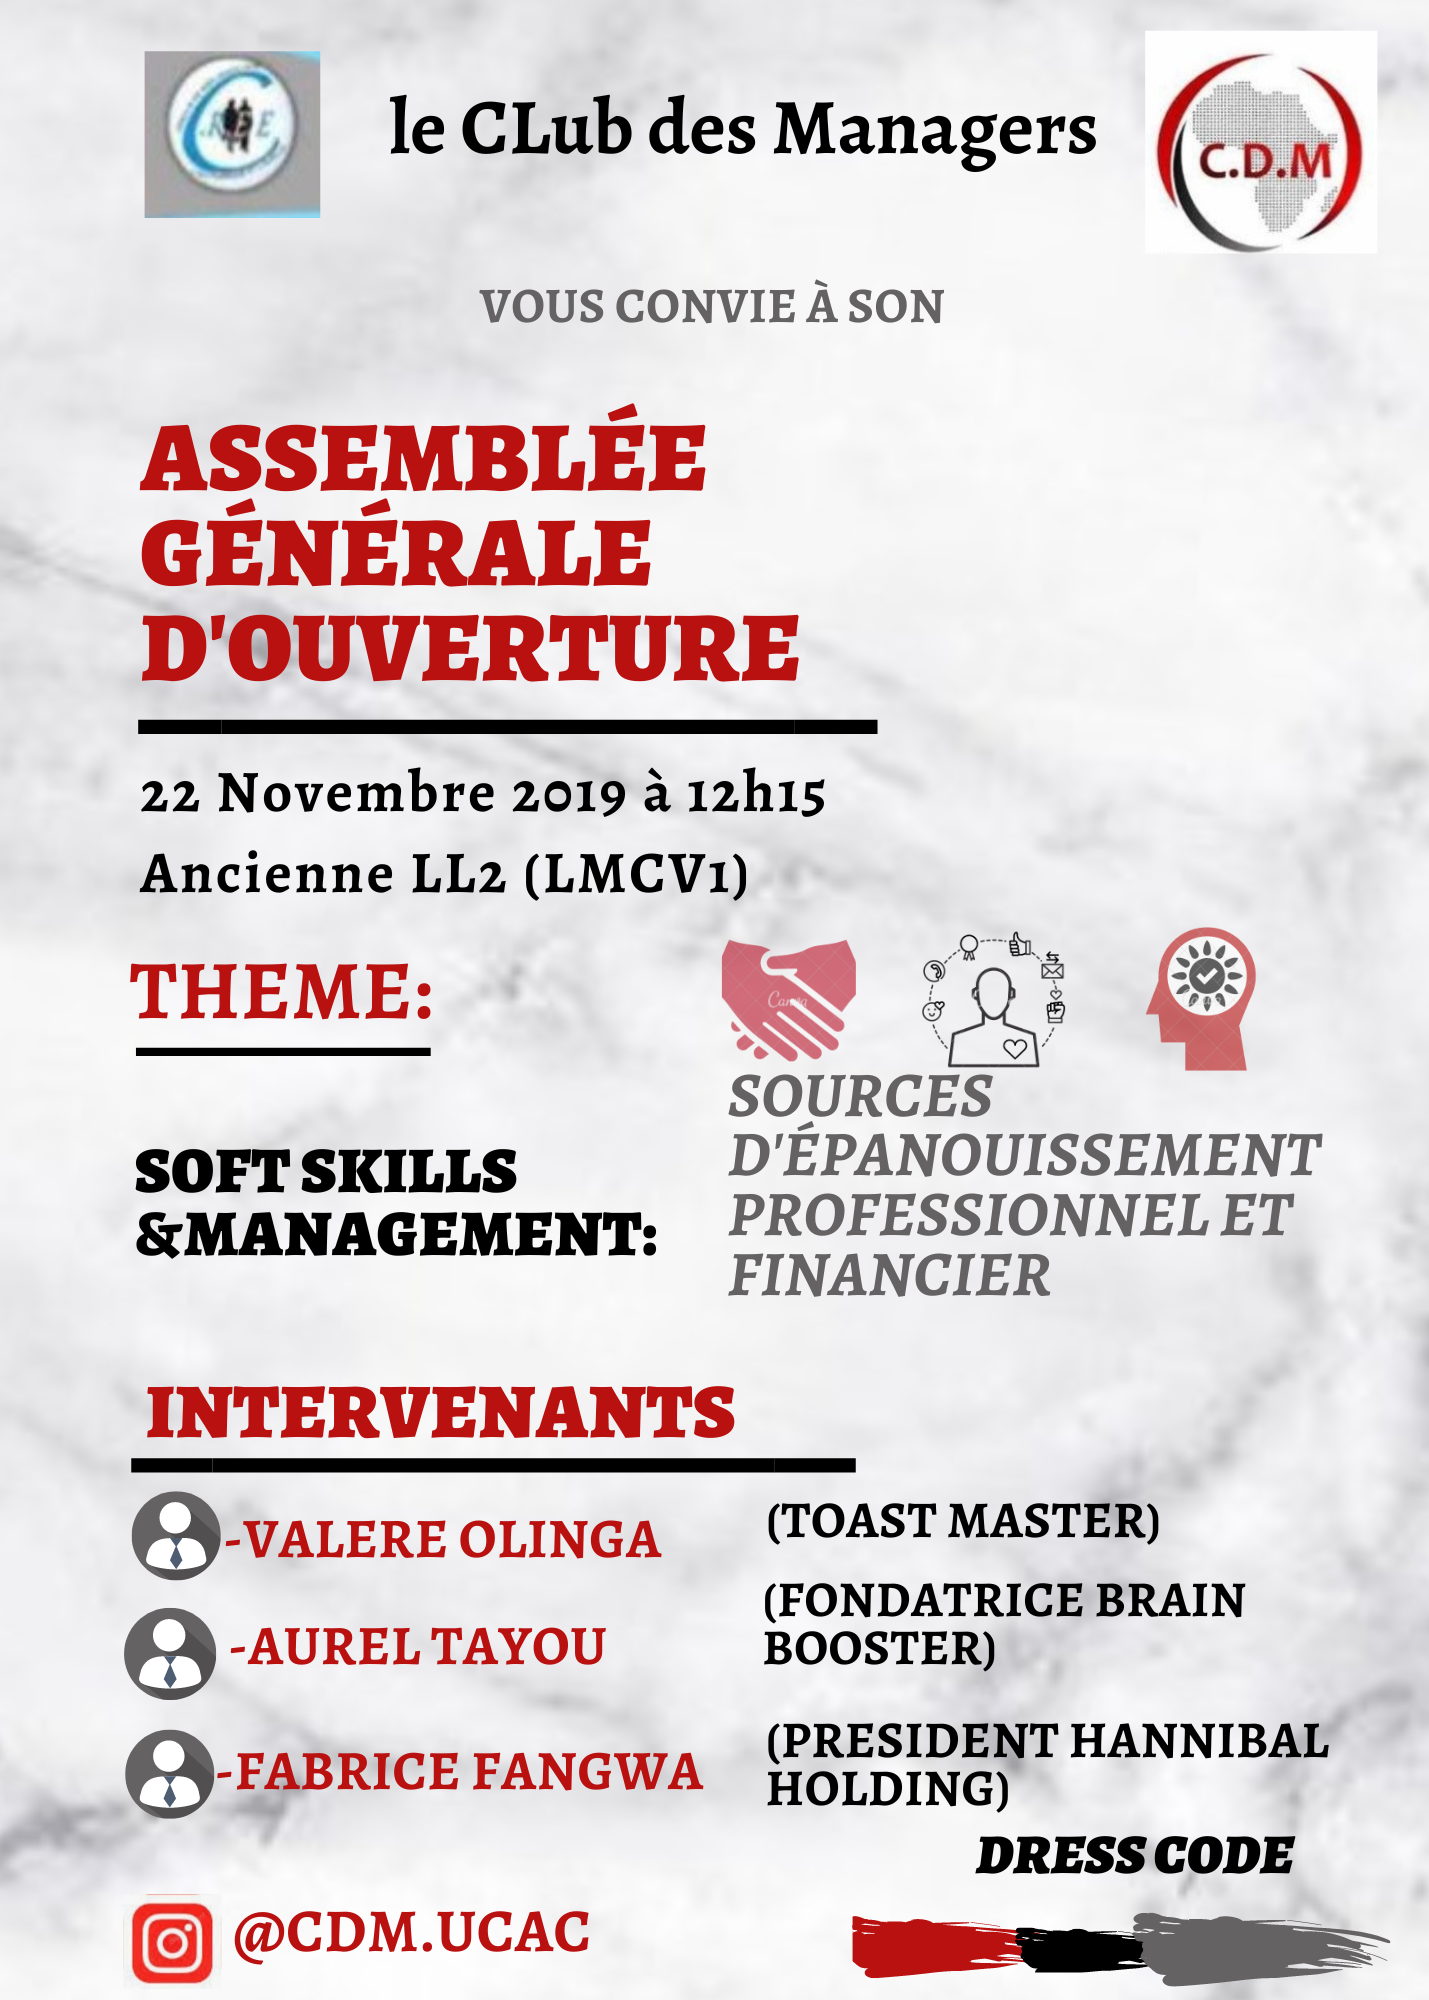 le CLub des Managers
C.D.M
VOUS CONVIE À SON
ASSEMBLÉE
GÉNÉRALE
D'OUVERTURE
22 Novembre 2019 à 12h15
Ancienne LL2 (LMCV1)
THEME:
Canva
SOFT SKILLS
&MANAGEMENT:
SOURCES
D'ÉPANOUISSEMENT
PROFESSIONNEL ET
FINANCIER
INTERVENANTS
-VALERE OLINGA
(TOAST MASTER)
-AUREL TAYOU
(FONDATRICE BRAIN
BOOSTER)
-FABRICE FANGWA
(PRESIDENT HANNIBAL
HOLDING)
DRESS CODE
@CDM.UCAC